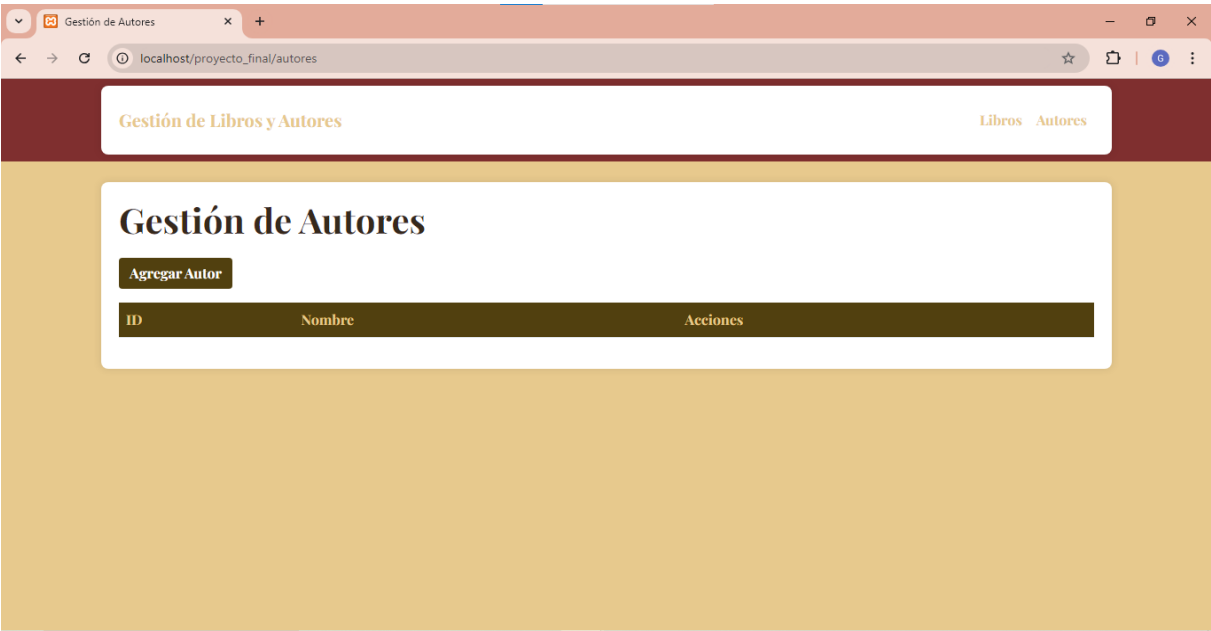 Gestión de Autores
localhost/proyecto_final/autores
G
Gestión de Libros y Autores Libros Autores
Gestión de Autores
Agregar Autor
ID Nombre Acciones